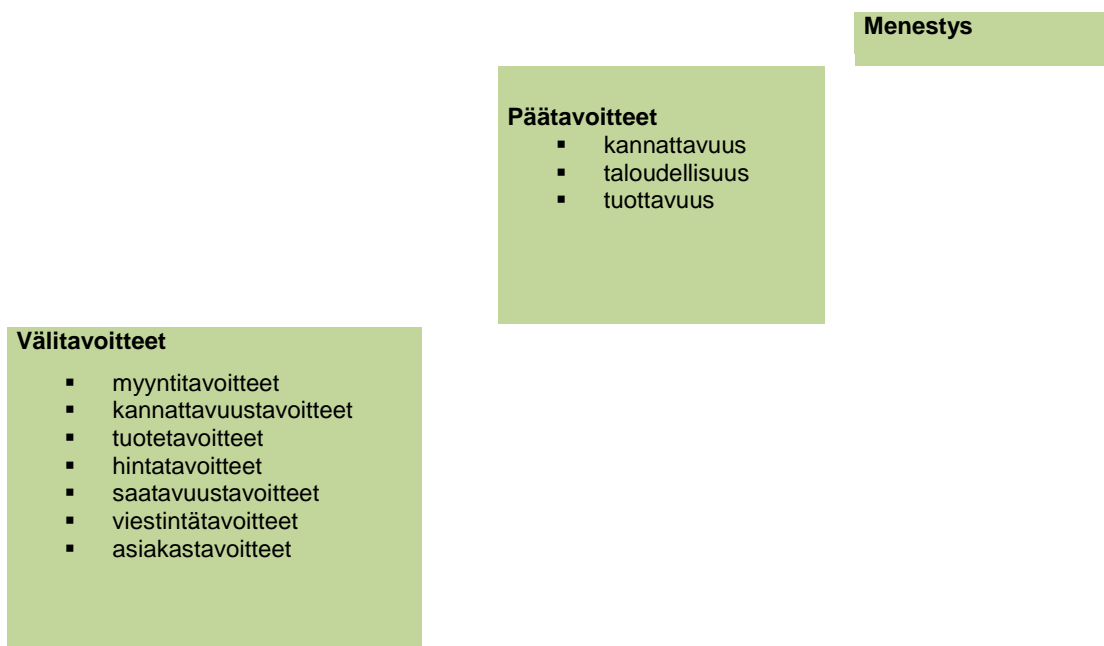 Menestys
Päätavoitteet
▪ kannattavuus
▪ taloudellisuus
▪ tuottavuus
Välitavoitteet
▪ myyntitavoitteet
▪ kannattavuustavoitteet
▪ tuotetavoitteet
▪ hintatavoitteet
▪ saatavuustavoitteet
▪ viestintätavoitteet
▪ asiakastavoitteet